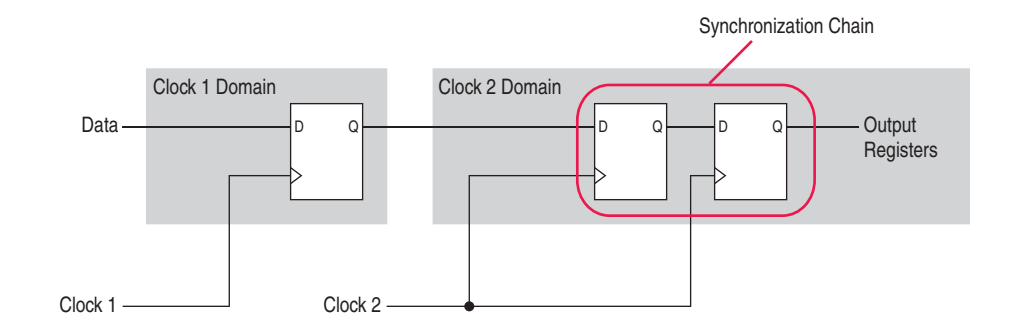 Synchronization Chain
Clock 1 Domain
Clock 2 Domain
Data
D
Q
D
Q
D
Q
Output
Registers
Clock 1
Clock 2